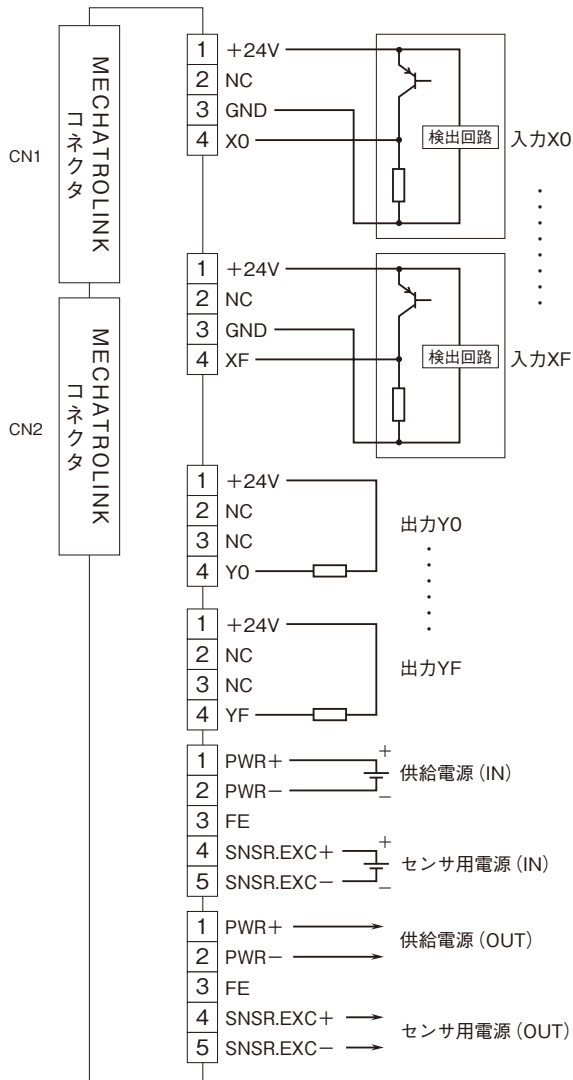 CN1
MECHATROLINK
コネクタ
1 +24V
2 NC
3 GND
4 X0
検出回路
入力X0
1 +24V
2 NC
3 GND
4 XF
検出回路
入力XF
CN2
MECHATROLINK
コネクタ
1 +24V
2 NC
3 NC
4 Y0
出力Y0
1 +24V
2 NC
3 NC
4 YF
出力YF
1 PWR+
2 PWR−
3 FE
4 SNSR.EXC+
5 SNSR.EXC−
+
−
供給電源(IN)
+
−
センサ用電源(IN)
1 PWR+
2 PWR−
3 FE
4 SNSR.EXC+
5 SNSR.EXC−
供給電源(OUT)
センサ用電源(OUT)